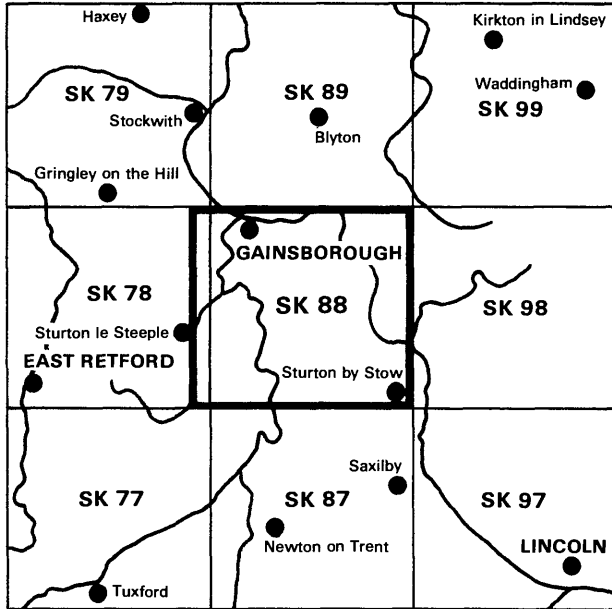 Haxey
Kirkton in Lindsey
SK 79
SK 89
Waddingham
SK 99
Stockwith
Blyton
Gringley on the Hill
GAINSBOROUGH
SK 78
SK 88
SK 98
Sturton le Steeple
EAST RETFORD
Sturton by Stow
Saxilby
SK 77
SK 87
SK 97
Newton on Trent
LINCOLN
Tuxford